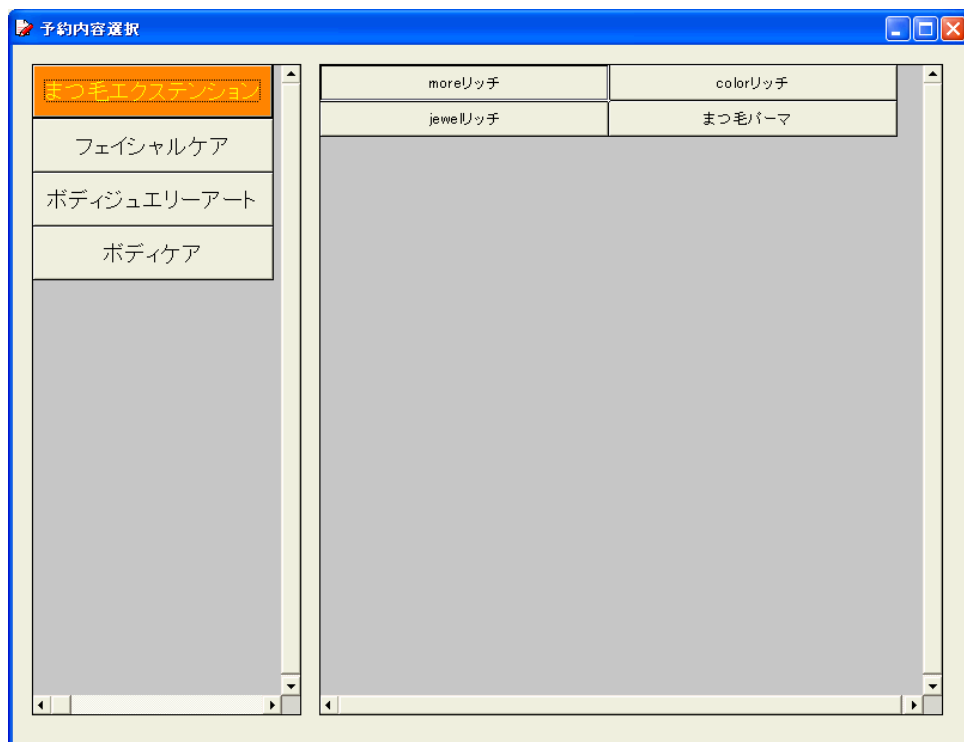 予約内容選択
まつ毛エクステンション
フェイシャルケア
ボディジュエリーアート
ボディケア
moreリッチ
colorリッチ
jewelリッチ
まつ毛パーマ